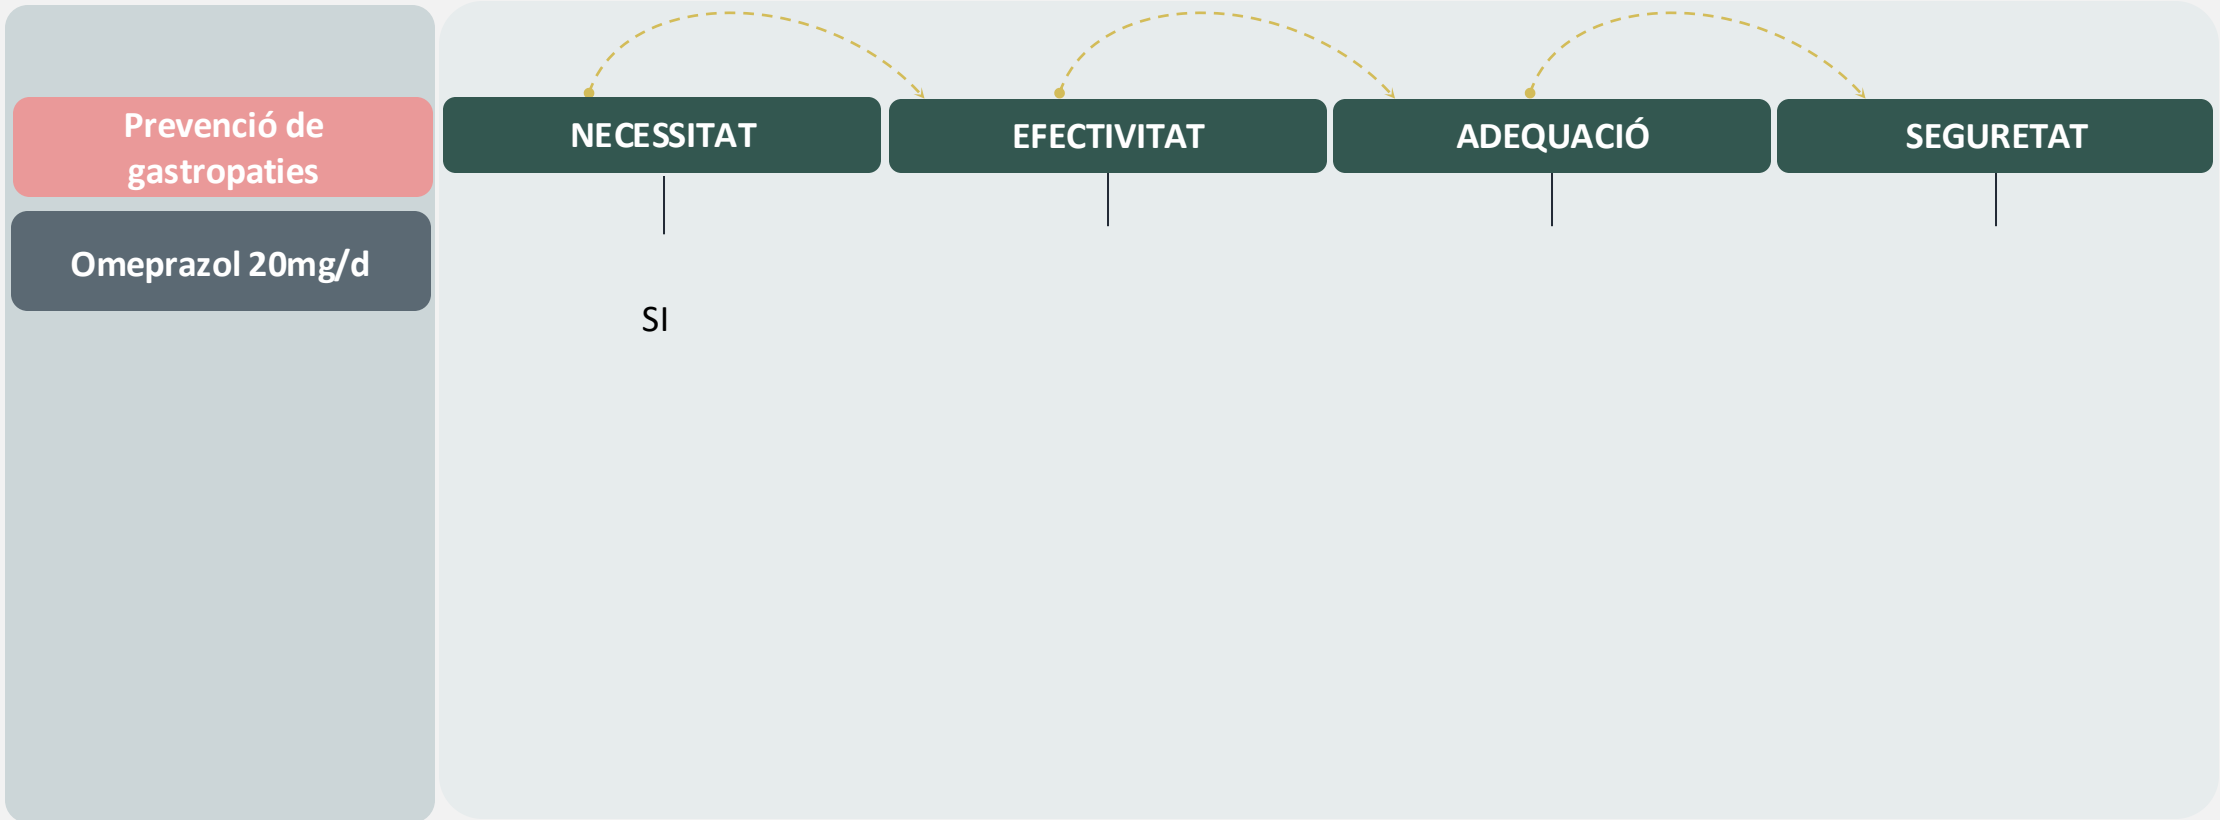 Prevenció de
gastropaties
Omeprazol 20mg/d
NECESSITAT
EFECTIVITAT
ADEQUACIÓ
SEGURETAT
SI